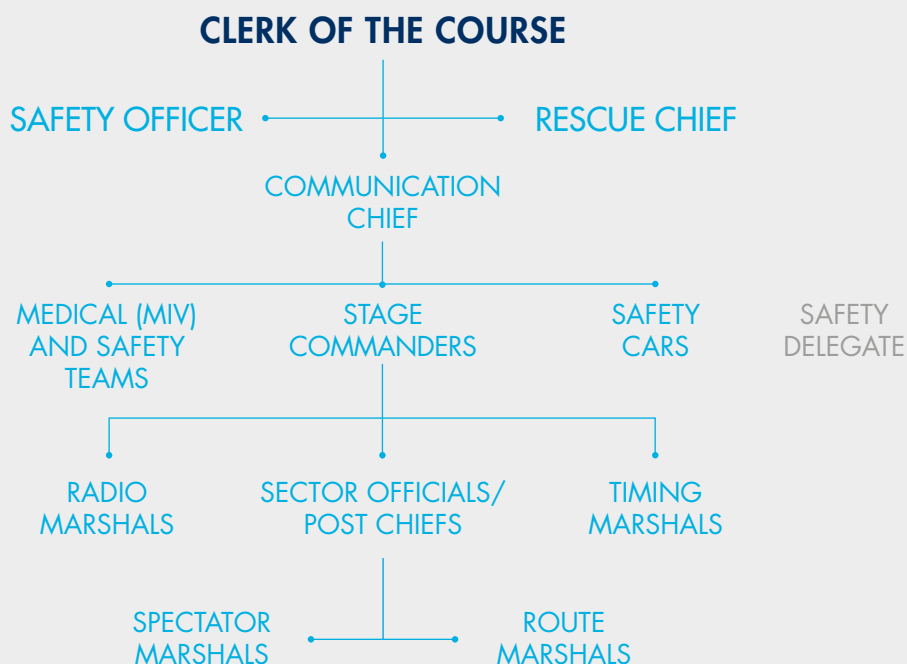 CLERK OF THE COURSE
SAFETY OFFICER
RESCUE CHIEF
COMMUNICATION
CHIEF
MEDICAL (MIV)
AND SAFETY
TEAMS
STAGE
COMMANDERS
SAFETY
CARS
SAFETY
DELEGATE
RADIO
MARSHALS
SECTOR OFFICIALS/
POST CHIEFS
TIMING
MARSHALS
SPECTATOR
MARSHALS
ROUTE
MARSHALS